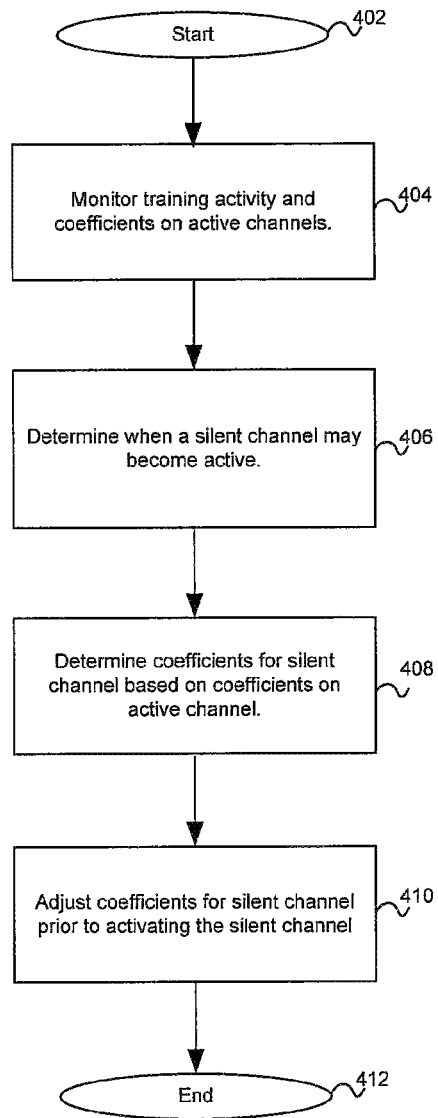 Start
402
Monitor training activity and
coefficients on active channels.
404
Determine when a silent channel may
become active.
406
Determine coefficients for silent
channel based on coefficients on
active channel.
408
Adjust coefficients for silent channel
prior to activating the silent channel
410
End
412